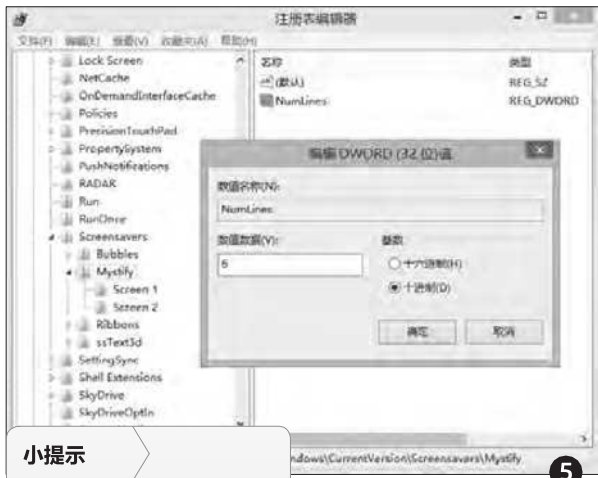 注册表编辑器
文件(F) 编辑(E) 查看(V) 收藏夹(A) 帮助(H)
Lock Screen
NetCache
OnDemandInterfaceCache
Policies
PrecisionTouchPad
PropertySystem
PushNotifications
RADAR
Run
RunOnce
Screensavers
Bubbles
Mystify
Screen 1
Screen 2
Ribbons
ssText3d
SettingSync
Shell Extensions
SkyDrive
SkyDriveOptIn
名称 类型
(默认) REG_SZ
NumLines REG_DWORD
编辑 DWORD (32 位)值
数值名称(N):
NumLines
数值数据(V): 基数
6 十六进制(H)
十进制(D)
确定 取消
ndows\CurrentVersion\Screensavers\Mystify
小提示
5